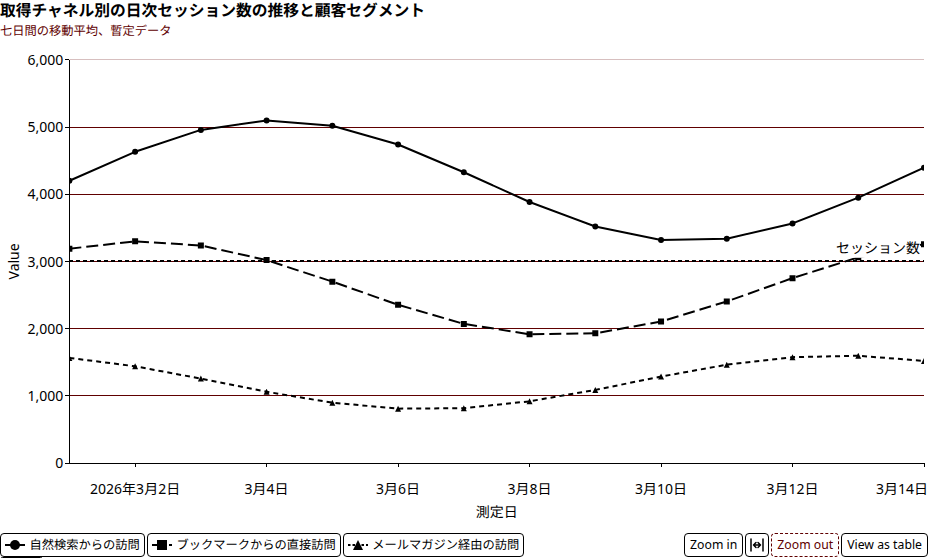 取得チャネル別の日次セッション数の推移と顧客セグメント
七日間の移動平均、暫定データ
6,000
5,000
4,000
3,000
2,000
1,000
0
Value
セッション数
2026年3月2日
3月4日
3月6日
3月8日
3月10日
3月12日
3月14日
測定日
自然検索からの訪問
ブックマークからの直接訪問
メールマガジン経由の訪問
Zoom in
Zoom out
View as table